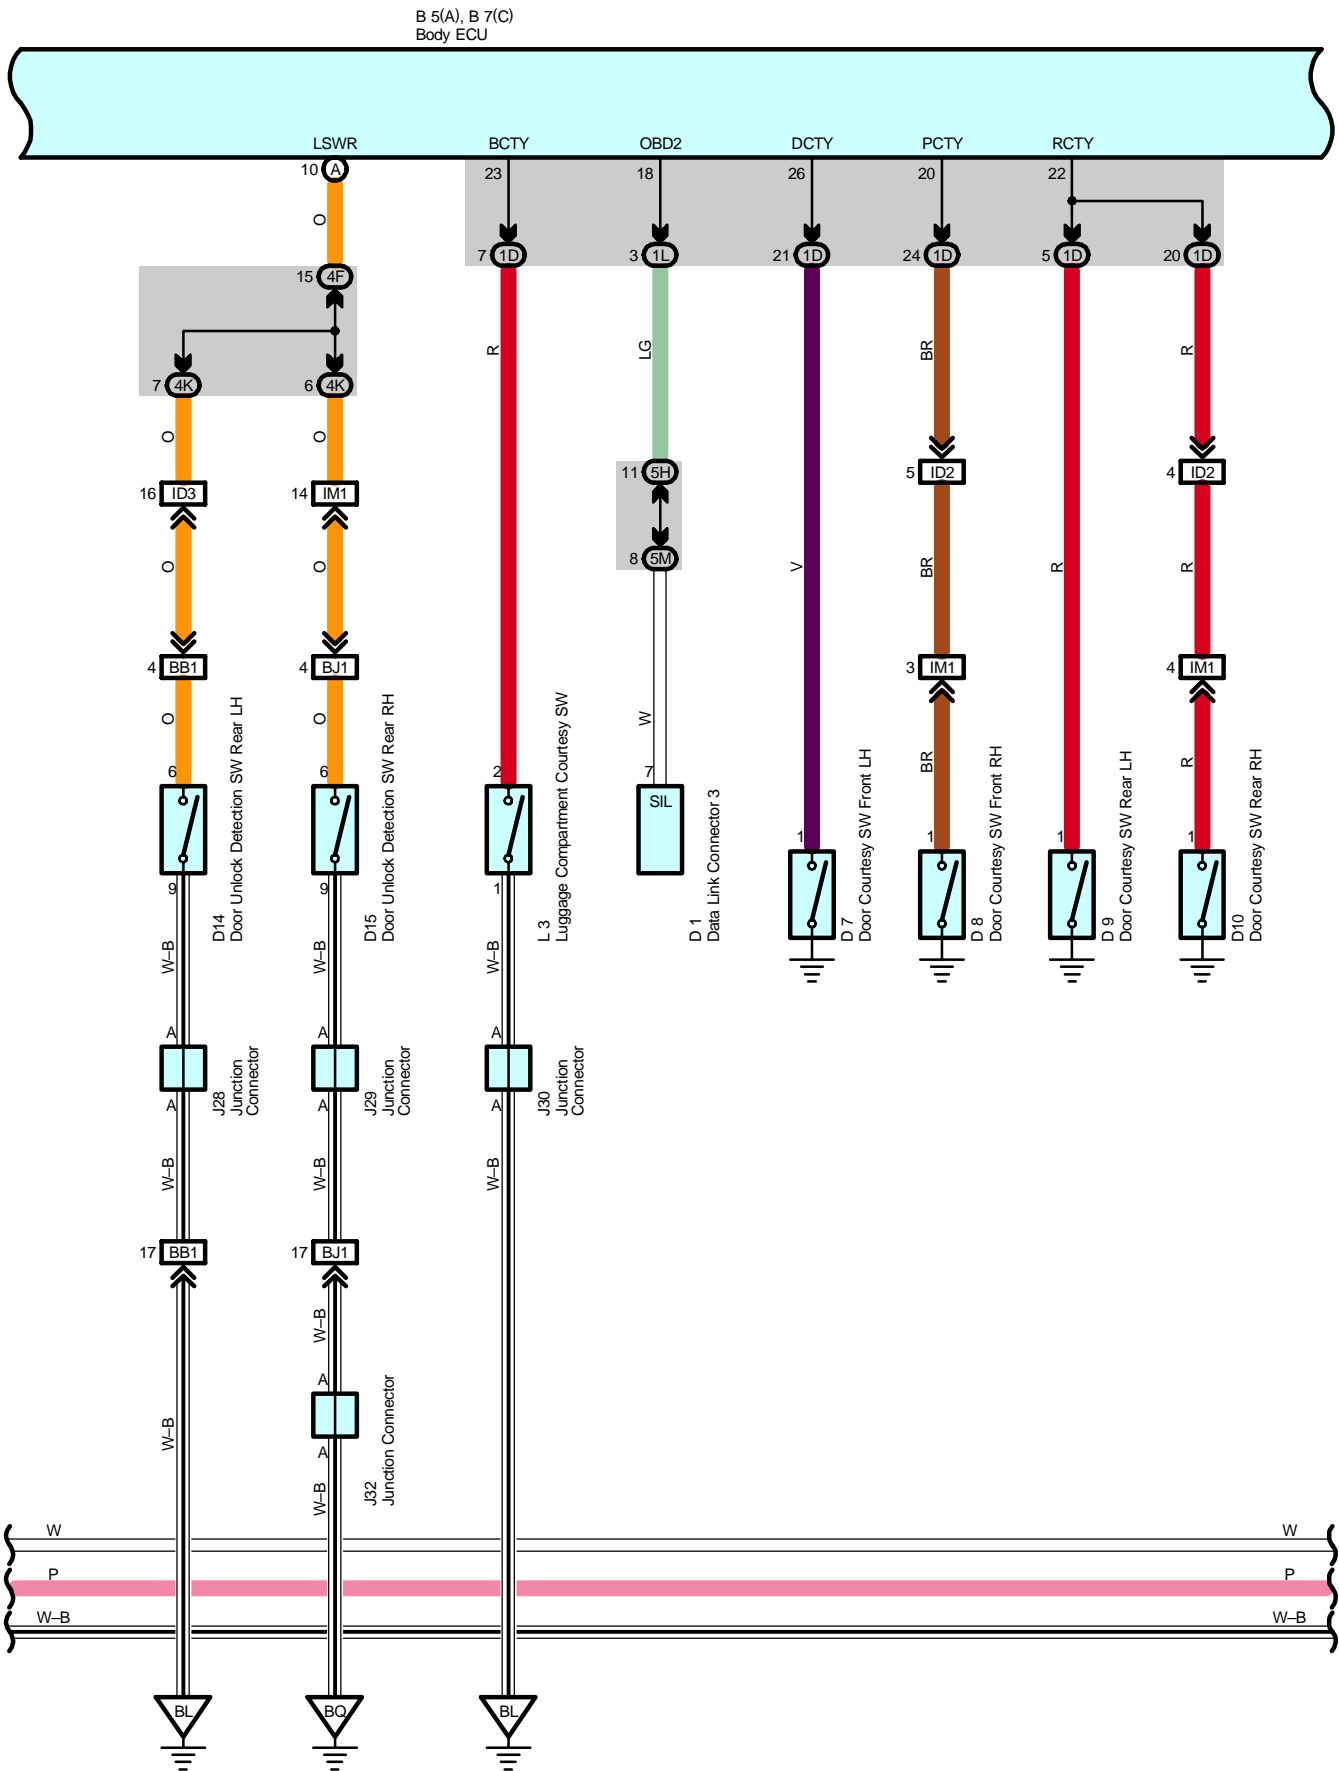 B 5(A), B 7(C)
Body ECU
LSWR
BCTY
OBD2
DCTY
PCTY
RCTY
10
A
23
18
26
20
22
O
7
1D
3
1L
21
1D
24
1D
5
1D
20
1D
15
4F
R
LG
BR
R
7
4K
6
4K
O
O
16
ID3
14
IM1
11
5H
5
ID2
4
ID2
8
5M
O
O
V
BR
R
R
4
BB1
4
BJ1
3
IM1
4
IM1
O
O
W
BR
R
6
6
2
7
SIL
1
1
1
1
9
9
1
D14
Door Unlock Detection SW Rear LH
D15
Door Unlock Detection SW Rear RH
L 3
Luggage Compartment Courtesy SW
D 1
Data Link Connector 3
D 7
Door Courtesy SW Front LH
D 8
Door Courtesy SW Front RH
D 9
Door Courtesy SW Rear LH
D10
Door Courtesy SW Rear RH
W–B
W–B
W–B
A
A
A
J28
Junction
Connector
J29
Junction
Connector
J30
Junction
Connector
A
A
A
W–B
W–B
W–B
17
BB1
17
BJ1
W–B
A
W–B
A
J32
Junction Connector
W–B
W
W
P
P
W–B
W–B
BL
BQ
BL